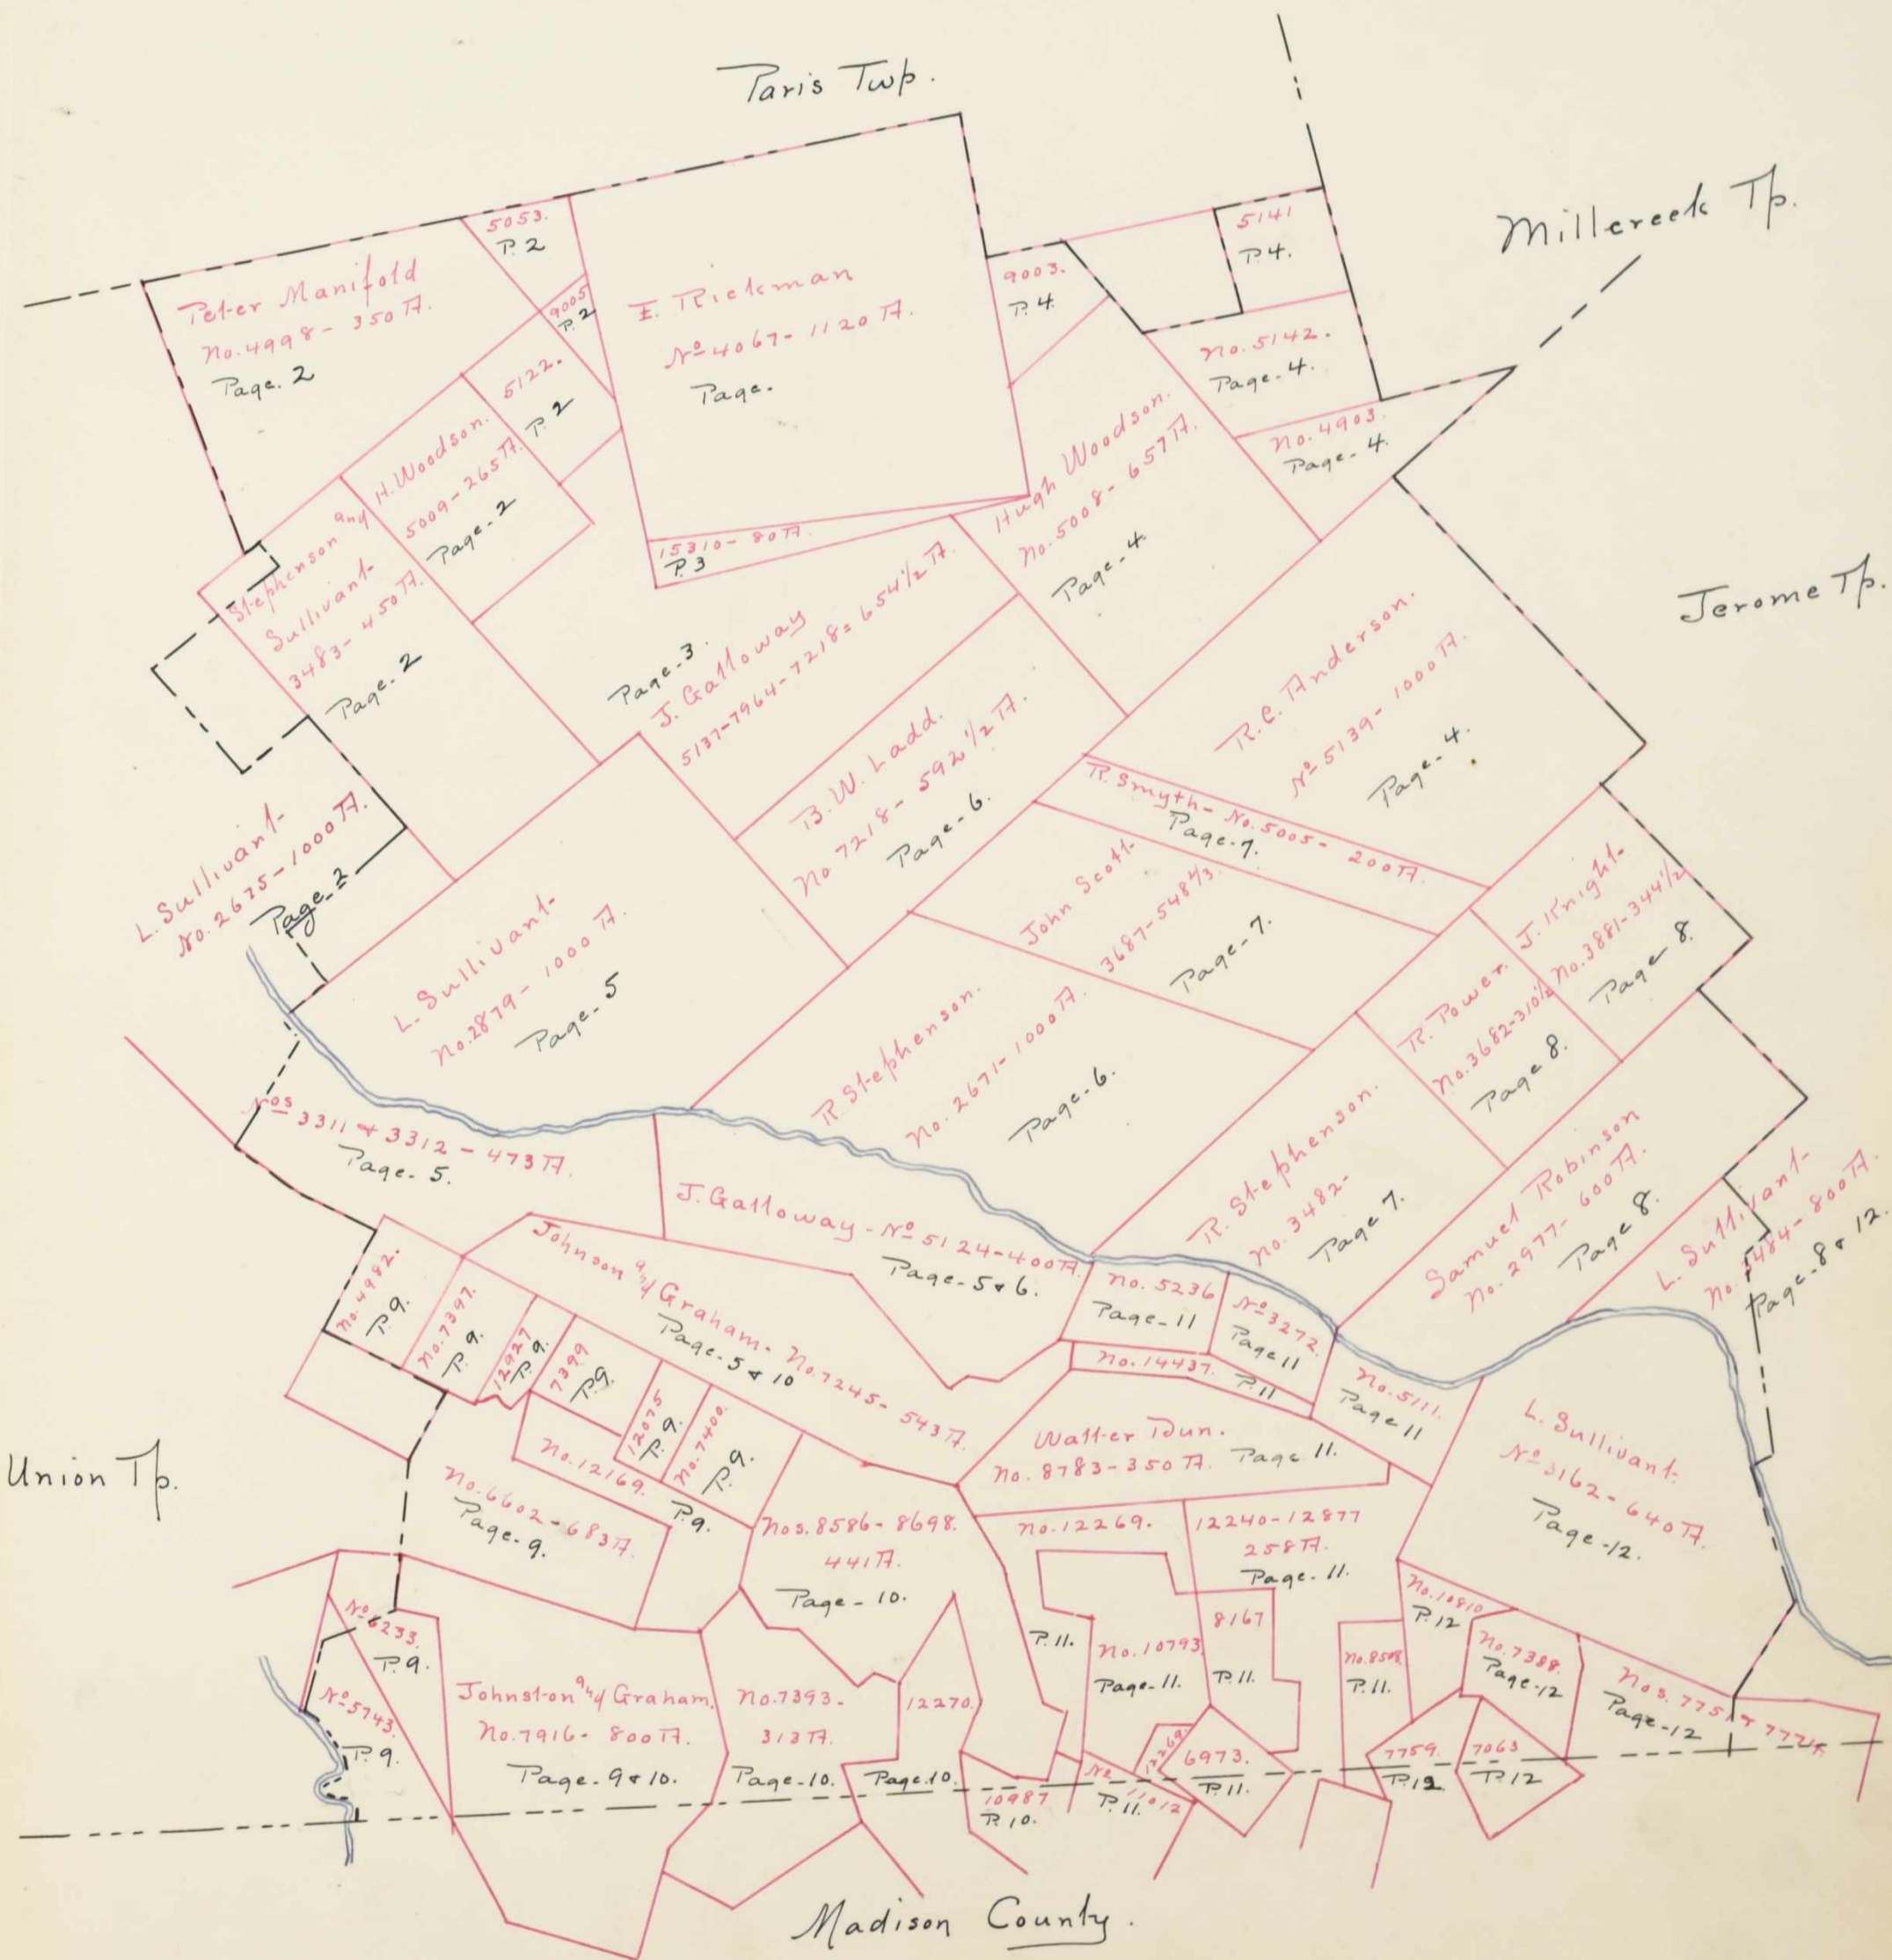 Paris Twp.
Millcreek Tp.
Jerome Tp.
Union Tp.
Madison County.
5053.
P. 2
Peter Manifold
No. 4998 - 350 A.
Page. 2
9005
P. 2
E. Rickman
No 4067 - 1120 A.
Page.
9003.
P. 4.
5141
P. 4.
No. 5142.
Page - 4.
No. 4903.
Page - 4.
5122.
P. 2
H. Woodson.
5009 - 265 A.
Page - 2
Stephenson and
Sullivant
3483 - 450 A.
Page. 2
15310 - 80 A.
P. 3
Hugh Woodson.
No. 5008 - 657 A.
Page - 4.
Page - 3.
J. Galloway
5137 - 7964 - 7218 = 654 1/2 A.
B. W. Ladd.
No 7218 - 592 1/2 A.
Page - 6.
R. C. Anderson.
No 5139 - 1000 A.
Page - 4.
R. Smyth - No. 5005 - 200 A.
Page - 7.
L. Sullivant
No. 2675 - 1000 A.
Page - 2
L. Sullivant
No. 2879 - 1000 A.
Page - 5
John Scott
3687 - 548
Page - 7.
J. Knight
No. 3881 - 344 1/2
Page 8.
R. Power.
No. 3682 - 310 1/2
Page 8.
R. Stephenson.
No. 2671 - 1000 A.
Page - 6.
R. Stephenson.
No. 3482 -
Page 7.
Samuel Robinson
No. 2977 - 600 A.
Page 8.
L. Sullivant
No. 3484 - 800 A.
Page - 8 & 12.
Nos 3311 & 3312 - 473 A.
Page - 5.
J. Galloway - No 5124 - 400 A.
Page - 5 & 6.
Johnson and Graham - No. 7245 - 543 A.
Page - 5 & 10
No. 5236
Page - 11
No 3272.
Page 11
No. 14437.
P. 11
No. 5111.
Page 11
No. 4982.
P. 9.
No. 7397.
P. 9.
12927
P. 9.
7399
P. 9.
12075
P. 9.
No. 7400.
P. 9.
No. 12169.
P. 9.
No. 6602 - 683 A.
Page - 9.
Walter Dun.
No. 8783 - 350 A. Page 11.
L. Sullivant
No 3162 - 640 A.
Page - 12.
Nos. 8586 - 8698.
441 A.
Page - 10.
No. 12269.
P. 11.
12240 - 12877
258 A.
Page - 11.
No. 10793
Page - 11.
8167
P. 11.
No. 8508
P. 11.
No. 10810
P. 12
No. 7388.
Page - 12
Nos. 7751 & 7724
Page - 12
No 6233.
P. 9.
No 5743.
P. 9.
Johnston and Graham.
No. 7916 - 800 A.
Page - 9 & 10.
No. 7393 -
313 A.
Page - 10.
12270.
Page 10.
10987
P. 10.
No 11012
P. 11.
12269
6973.
P. 11.
7759.
P. 12
7063
P. 12